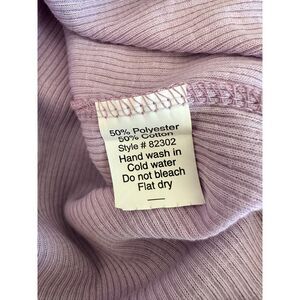 50% Polyester
50% Cotton
Style # 82302
Hand wash in
Cold water
Do not bleach
Flat dry